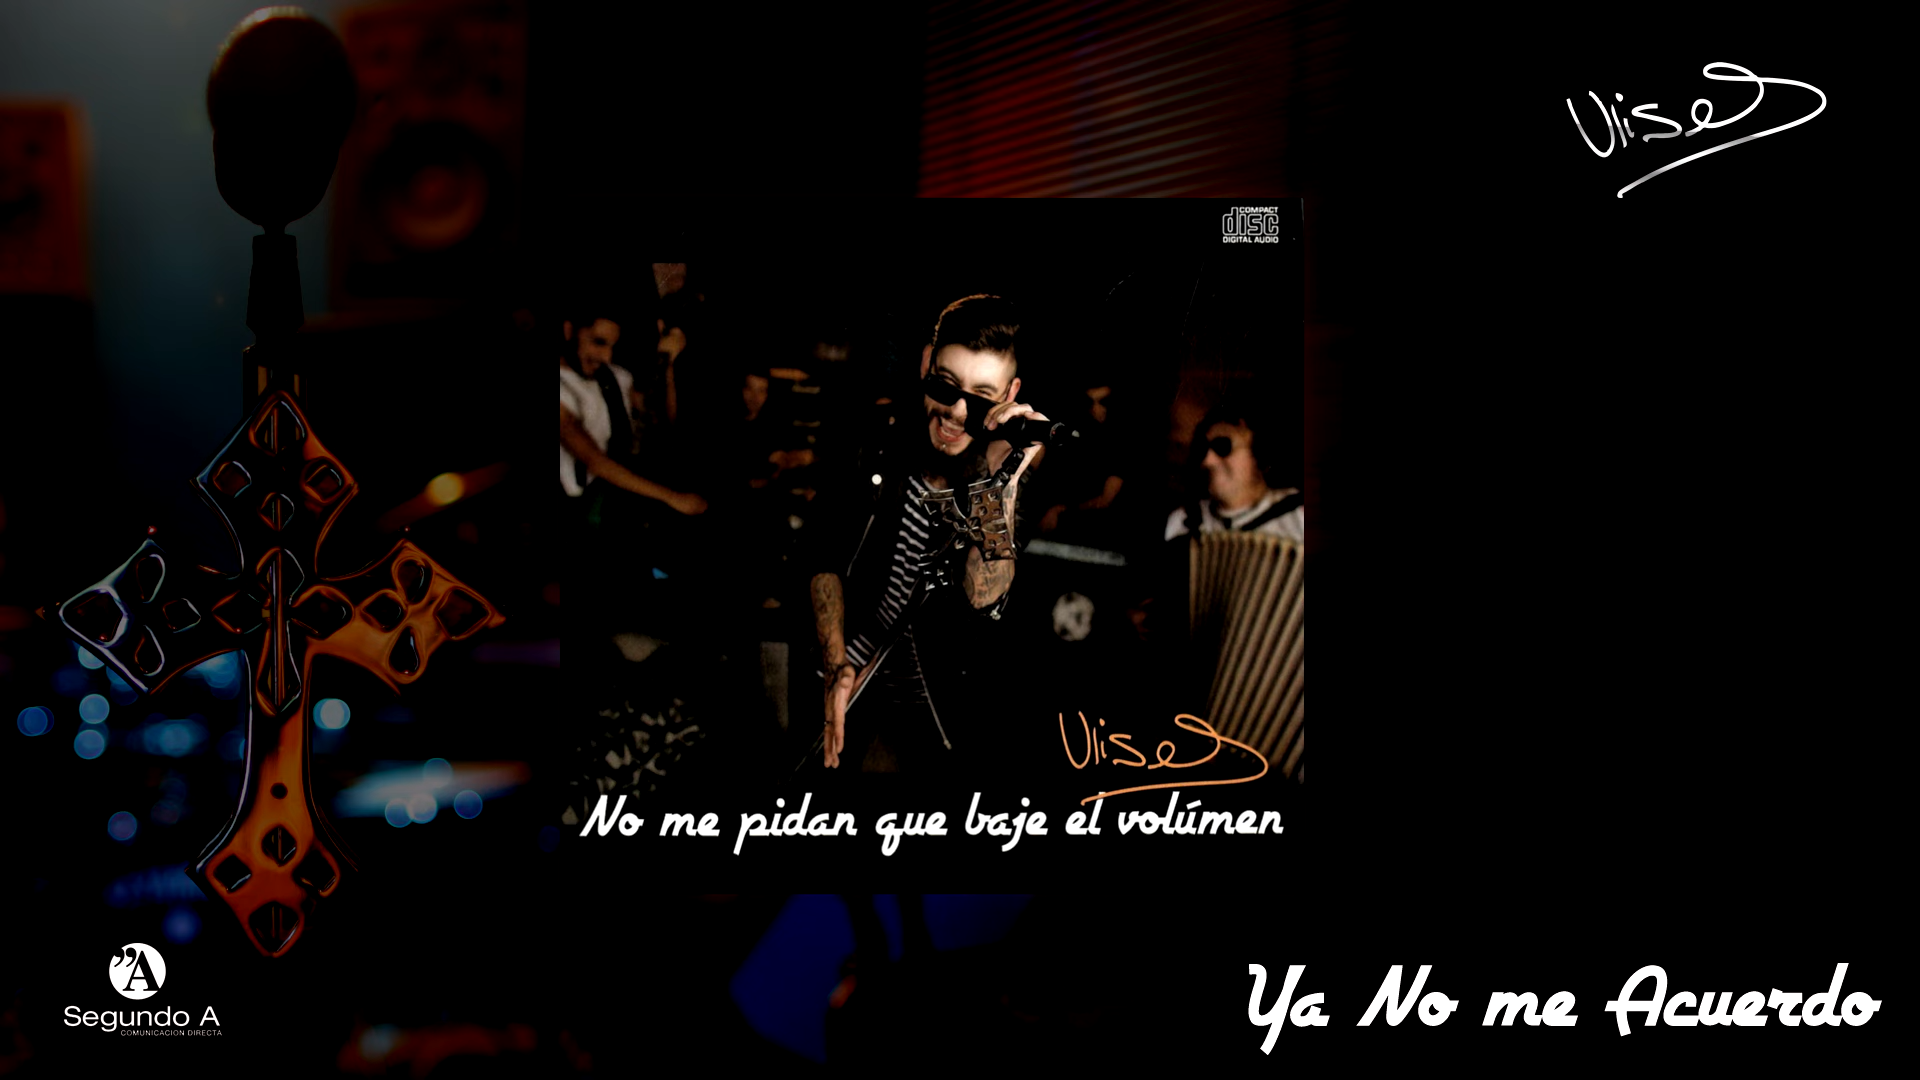 Ulises
COMPACT
disc
DIGITAL AUDIO
Ulises
No me pidan que baje el volúmen
"A
Segundo A
COMUNICACION DIRECTA
Ya No me Acuerdo